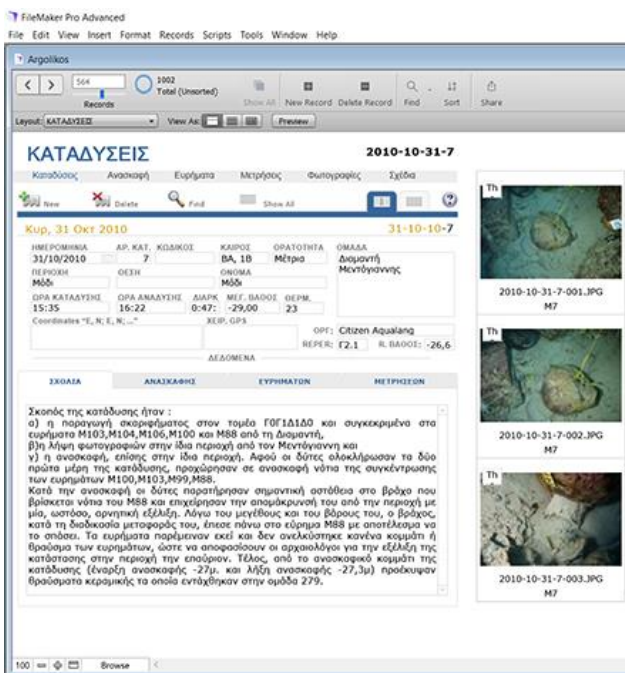 FileMaker Pro Advanced
File Edit View Insert Format Records Scripts Tools Window Help
Argolikos
564
1002
Total (Unsorted)
Records
Show All New Record Delete Record Find Sort Share
Layout: ΚΑΤΑΔΥΣΕΙΣ View As: Preview
ΚΑΤΑΔΥΣΕΙΣ 2010-10-31-7
Καταδύσεις Ανασκαφή Ευρήματα Μετρήσεις Φωτογραφίες Σχέδια
New Delete Find Show All
Κυρ, 31 Οκτ 2010 31-10-10-7
ΗΜΕΡΟΜΗΝΙΑ ΑΡ. ΚΑΤ. ΚΩΔΙΚΟΣ ΚΑΙΡΟΣ ΟΡΑΤΟΤΗΤΑ ΟΜΑΔΑ
31/10/2010 7 ΒΑ, 1Β Μέτρια Διαμαντή
Μεντόγιαννης
ΠΕΡΙΟΧΗ ΘΕΣΗ ΟΝΟΜΑ
Μόδι Μόδι
ΩΡΑ ΚΑΤΑΔΥΣΗΣ ΩΡΑ ΑΝΑΔΥΣΗΣ ΔΙΑΡΚ ΜΕΓ. ΒΑΘΟΣ ΘΕΡΜ.
15:35 16:22 0:47: -29,00 23
Coordinates "E, N; E, N; ..." ΧΕΙΡ. GPS
ΟΡΓ: Citizen Aqualang
REPER: Γ2.1 R. ΒΑΘΟΣ: -26,6
ΔΕΔΟΜΕΝΑ
ΣΧΟΛΙΑ ΑΝΑΣΚΑΦΗΣ ΕΥΡΗΜΑΤΩΝ ΜΕΤΡΗΣΕΩΝ
Σκοπός της κατάδυσης ήταν :
α) η παραγωγή σκαριφήματος στον τομέα Γ0Γ1Δ1Δ0 και συγκεκριμένα στα
ευρήματα Μ103,Μ104,Μ106,Μ100 και Μ88 από τη Διαμαντή,
β)η λήψη φωτογραφιών στην ίδια περιοχή από τον Μεντόγιαννη και
γ) η ανασκαφή, επίσης στην ίδια περιοχή. Αφού οι δύτες ολοκλήρωσαν τα δύο
πρώτα μέρη της κατάδυσης, προχώρησαν σε ανασκαφή νότια της συγκέντρωσης
των ευρημάτων Μ100,Μ103,Μ99,Μ88.
Κατά την ανασκαφή οι δύτες παρατήρησαν σημαντική αστάθεια στο βράχο που
βρίσκεται νότια του Μ88 και επιχείρησαν την απομάκρυνσή του από την περιοχή με
μία, ωστόσο, αρνητική εξέλιξη. Λόγω του μεγέθους και του βάρους του, ο βράχος,
κατά τη διαδικασία μεταφοράς του, έπεσε πάνω στο εύρημα Μ88 με αποτέλεσμα να
το σπάσει. Τα ευρήματα παρέμειναν εκεί και δεν ανελκύστηκε κανένα κομμάτι ή
θραύσμα των ευρημάτων, ώστε να αποφασίσουν οι αρχαιολόγοι για την εξέλιξη της
κατάστασης στην περιοχή την επαύριον. Τέλος, από το ανασκαφικό κομμάτι της
κατάδυσης (έναρξη ανασκαφής -27μ. και λήξη ανασκαφής -27,3μ) προέκυψαν
θραύσματα κεραμικής τα οποία εντάχθηκαν στην ομάδα 279.
Th
2010-10-31-7-001.JPG
M7
Th
2010-10-31-7-002.JPG
M7
Th
2010-10-31-7-003.JPG
M7
100 Browse